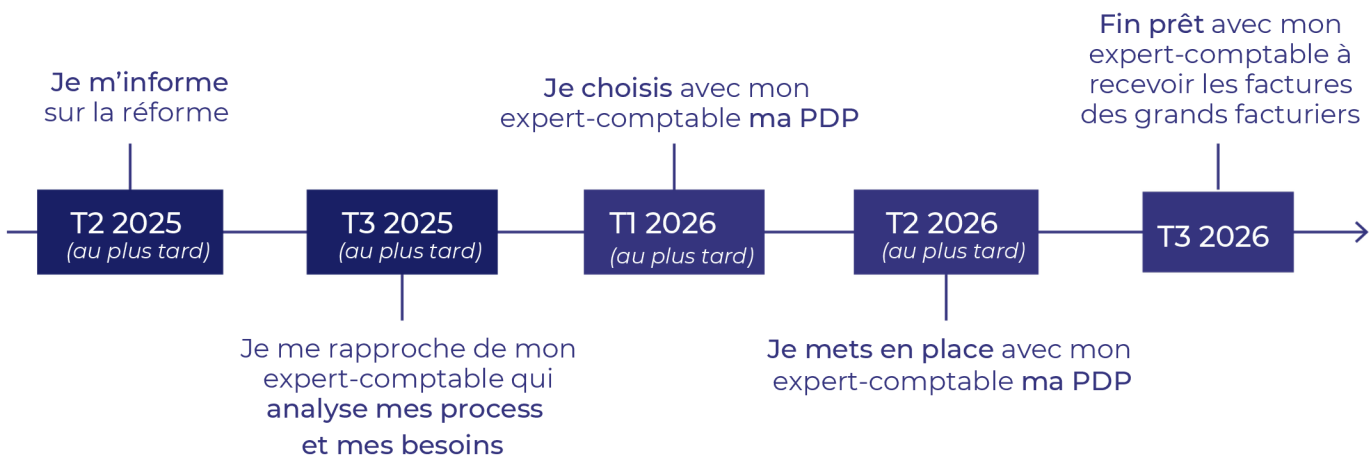 Je m’informe
sur la réforme
T2 2025
(au plus tard)
Je me rapproche de mon
expert-comptable qui
analyse mes process
et mes besoins
T3 2025
(au plus tard)
Je choisis avec mon
expert-comptable ma PDP
T1 2026
(au plus tard)
T2 2026
(au plus tard)
Je mets en place avec mon
expert-comptable ma PDP
Fin prêt avec mon
expert-comptable à
recevoir les factures
des grands facturiers
T3 2026